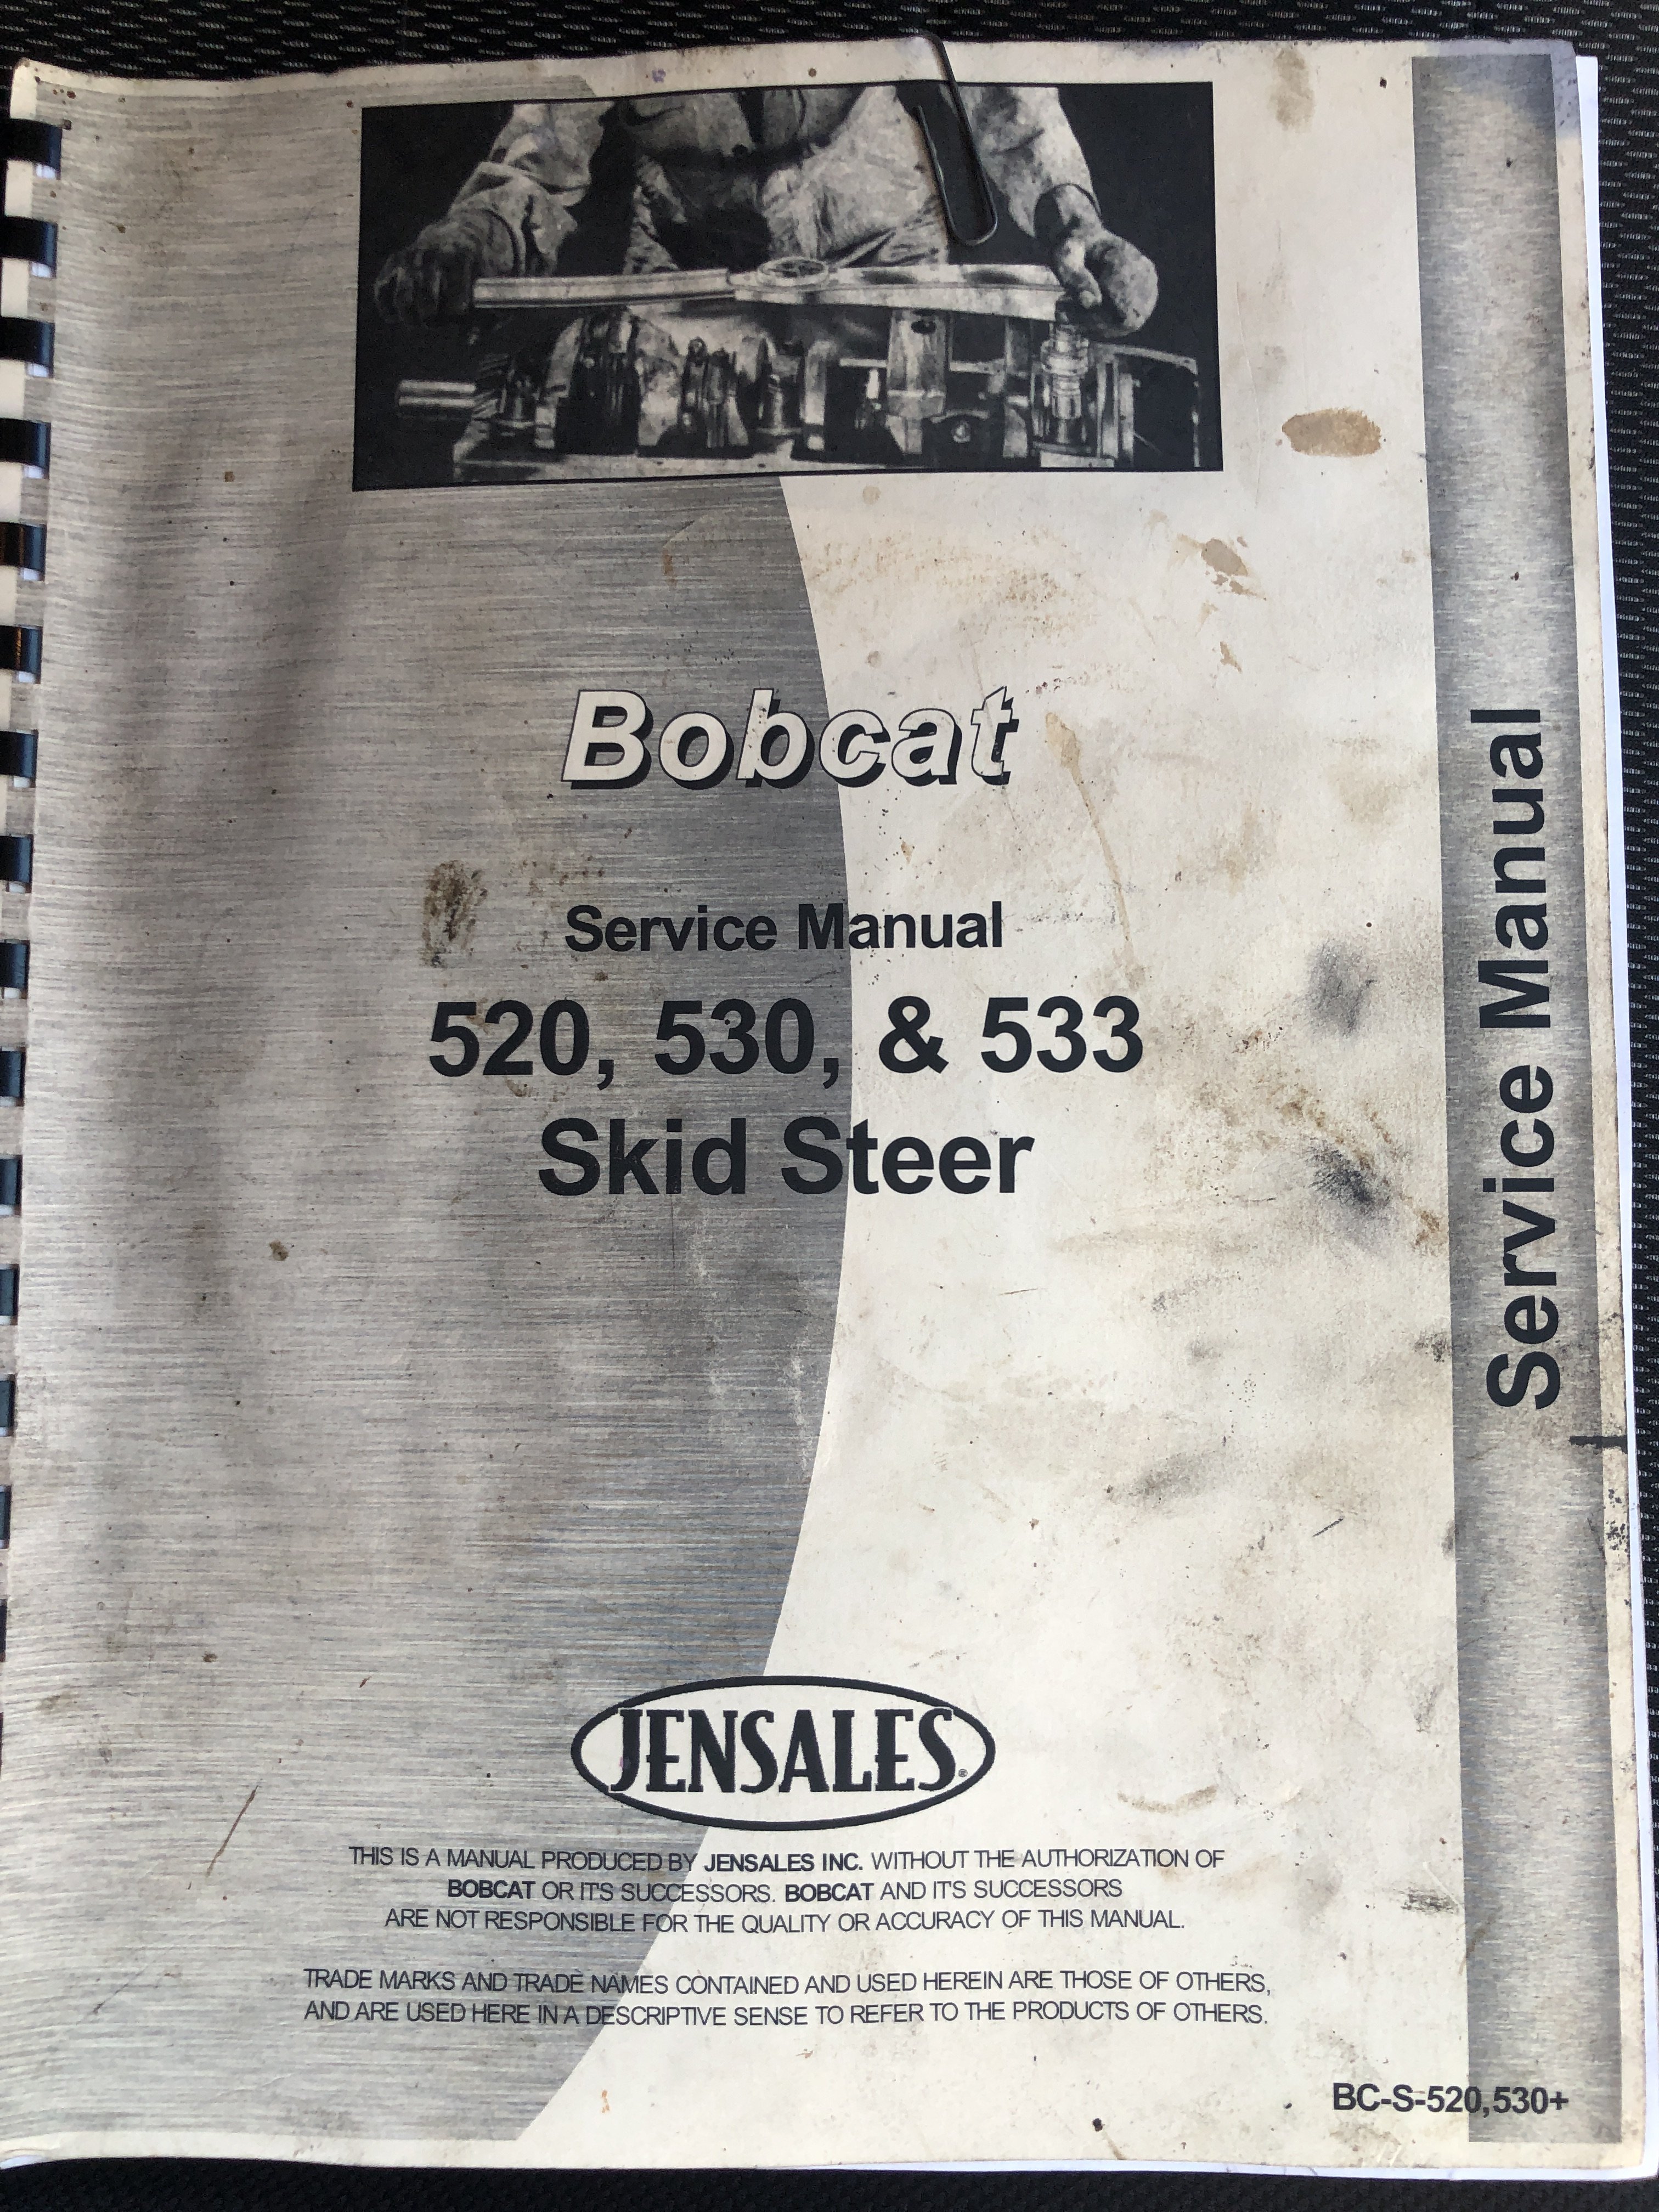 Bobcat
Service Manual
520, 530, & 533
Skid Steer
Service Manual
JENSALES®
THIS IS A MANUAL PRODUCED BY JENSALES INC. WITHOUT THE AUTHORIZATION OF
BOBCAT OR IT'S SUCCESSORS. BOBCAT AND IT'S SUCCESSORS
ARE NOT RESPONSIBLE FOR THE QUALITY OR ACCURACY OF THIS MANUAL.
TRADE MARKS AND TRADE NAMES CONTAINED AND USED HEREIN ARE THOSE OF OTHERS,
AND ARE USED HERE IN A DESCRIPTIVE SENSE TO REFER TO THE PRODUCTS OF OTHERS.
BC-S-520,530+